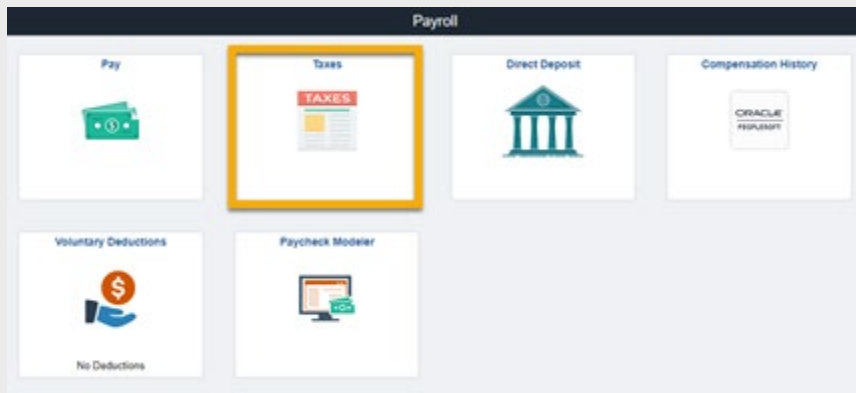 Payroll
Pay
Taxes
Direct Deposit
Compensation History
TAXES
ORACLE
PEOPLESOFT
Voluntary Deductions
Paycheck Modeler
No Deductions